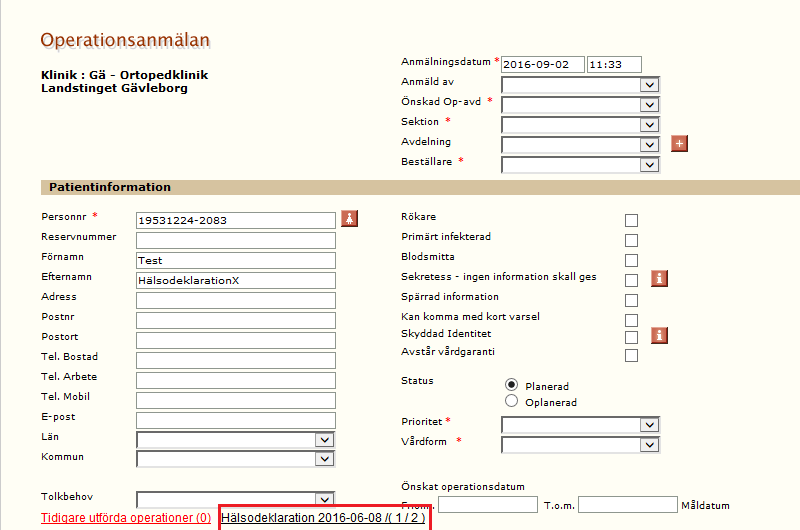 Operationsanmälan
Klinik : Gä - Ortopedklinik
Landstinget Gävleborg
Anmälningsdatum * 2016-09-02 11:33
Anmäld av
Önskad Op-avd *
Sektion *
Avdelning
Beställare *
Patientinformation
Personnr * 19531224-2083
Reservnummer
Förnamn Test
Efternamn HälsodeklarationX
Adress
Postnr
Postort
Tel. Bostad
Tel. Arbete
Tel. Mobil
E-post
Län
Kommun
Tolkbehov
Rökare
Primärt infekterad
Blodsmitta
Sekretess - ingen information skall ges
Spärrad information
Kan komma med kort varsel
Skyddad Identitet
Avstår vårdgaranti
Status
Planerad
Oplanerad
Prioritet *
Vårdform *
Önskat operationsdatum
T.o.m. Måldatum
Tidigare utförda operationer (0) Hälsodeklaration 2016-06-08 /( 1 / 2 )